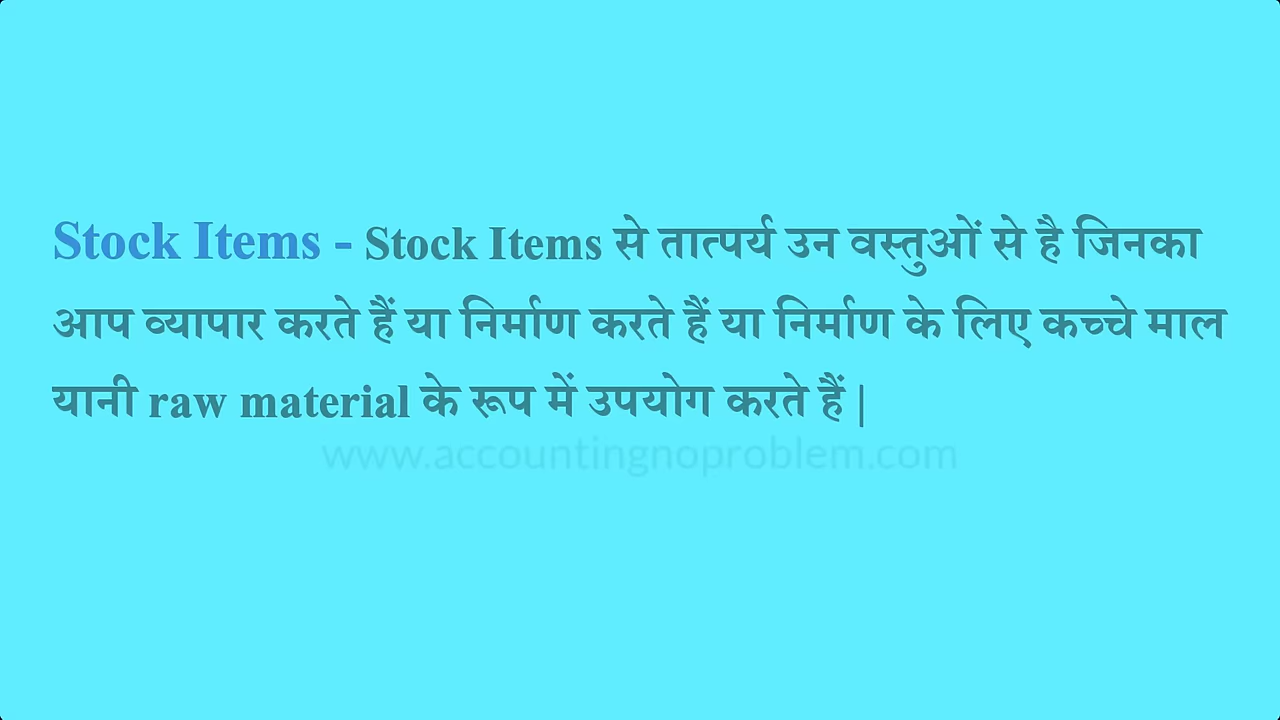 Stock Items - Stock Items से तात्पर्य उन वस्तुओं से है जिनका
आप व्यापार करते हैं या निर्माण करते हैं या निर्माण के लिए कच्चे माल
यानी raw material के रूप में उपयोग करते हैं |
www.accountingnoproblem.com